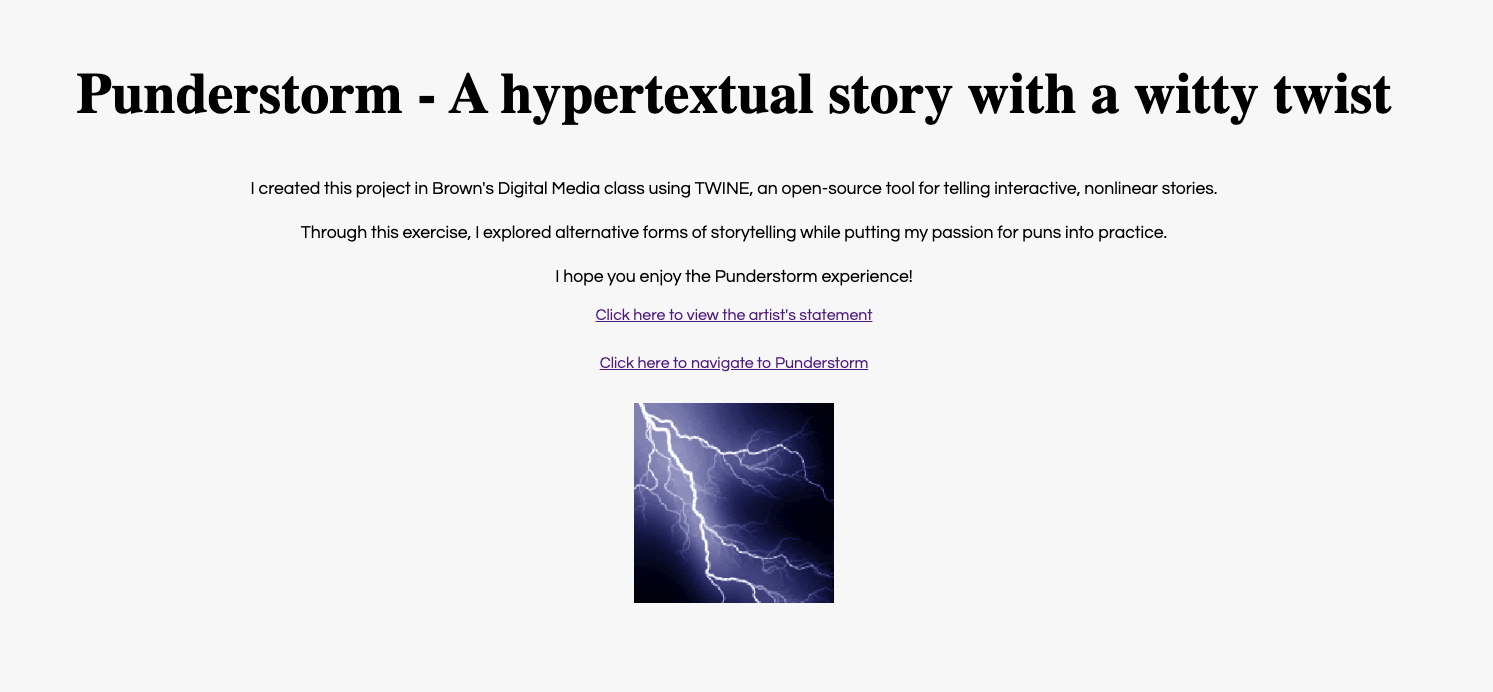 Punderstorm - A hypertextual story with a witty twist
I created this project in Brown's Digital Media class using TWINE, an open-source tool for telling interactive, nonlinear stories.
Through this exercise, I explored alternative forms of storytelling while putting my passion for puns into practice.
I hope you enjoy the Punderstorm experience!
Click here to view the artist's statement
Click here to navigate to Punderstorm